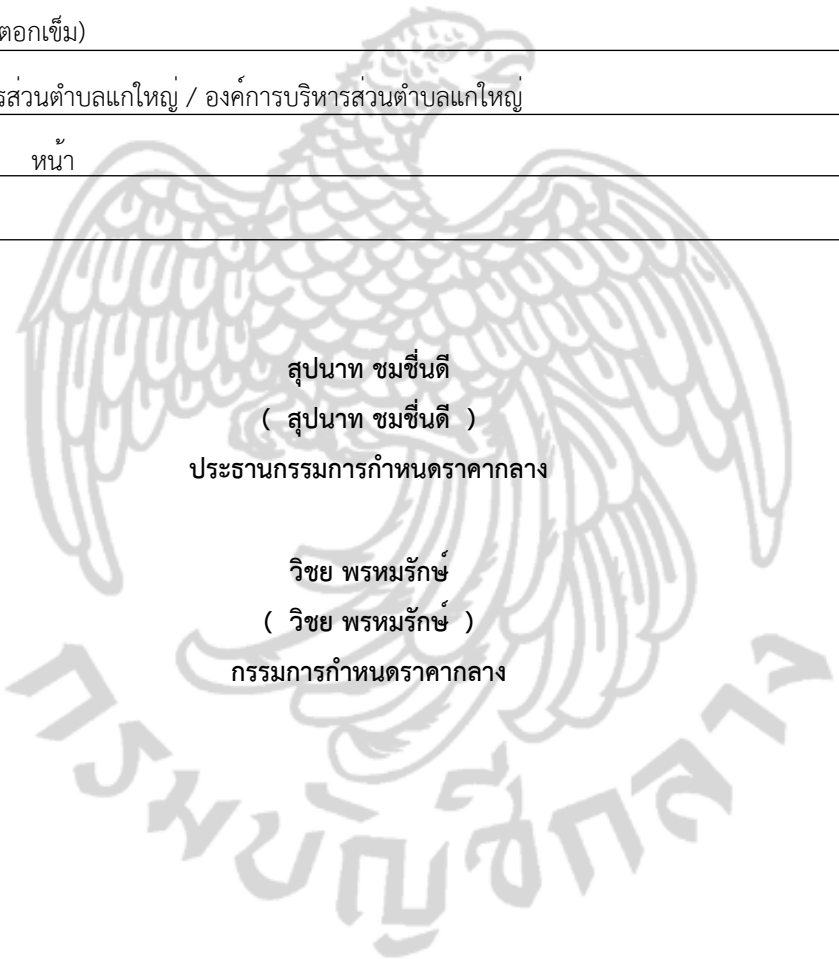 ตอกเข็ม)
รส่วนตำบลแกใหญ่ / องค์การบริหารส่วนตำบลแกใหญ่
หน้า
สุปนาท ชมชื่นดี
( สุปนาท ชมชื่นดี )
ประธานกรรมการกำหนดราคากลาง
วิชย พรหมรักษ์
( วิชย พรหมรักษ์ )
กรรมการกำหนดราคากลาง
กรมบัญชีกลาง